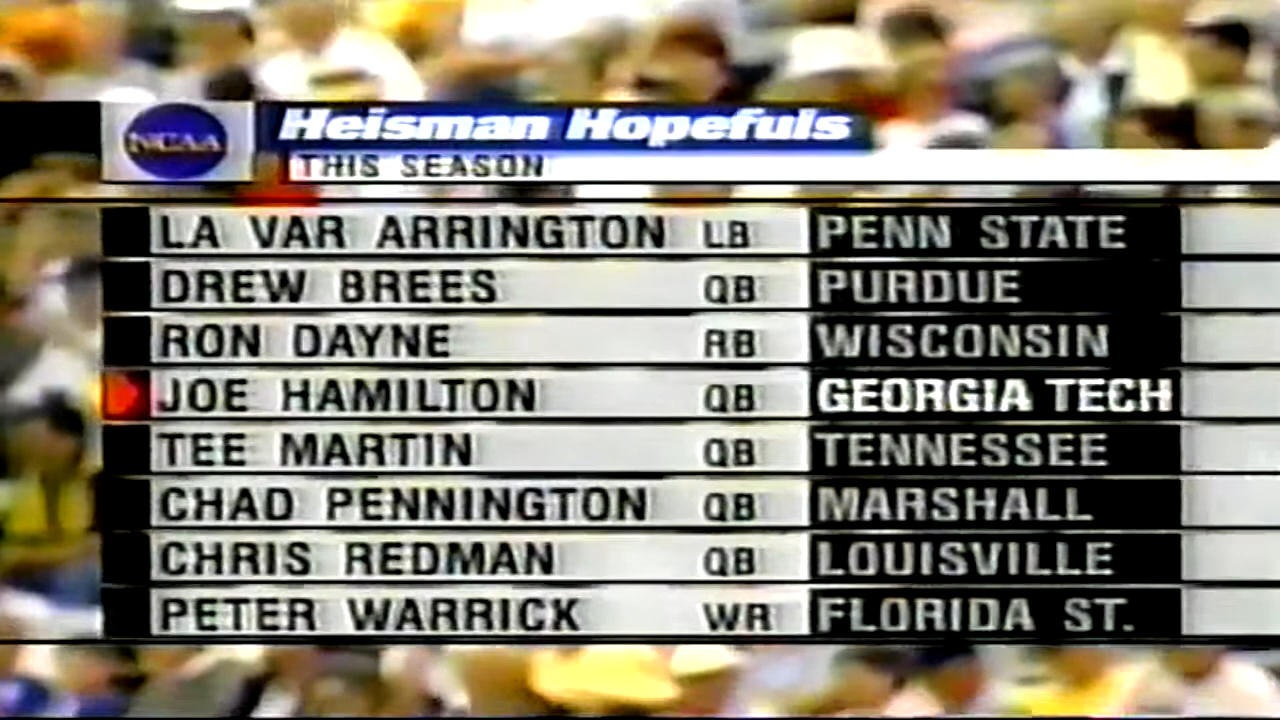 NCAA
Heisman Hopefuls
THIS SEASON
LA VAR ARRINGTON LB PENN STATE
DREW BREES QB PURDUE
RON DAYNE RB WISCONSIN
JOE HAMILTON QB GEORGIA TECH
TEE MARTIN QB TENNESSEE
CHAD PENNINGTON QB MARSHALL
CHRIS REDMAN QB LOUISVILLE
PETER WARRICK WR FLORIDA ST.